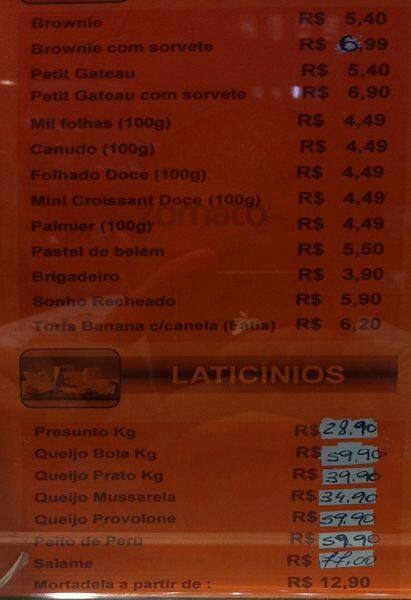 Brownie R$ 5,40
Brownie com sorvete R$ 6,99
Petit Gateau R$ 5,40
Petit Gateau com sorvete R$ 6,90
Mil folhas (100g) R$ 4,49
Canudo (100g) R$ 4,49
Folhado Doce (100g) R$ 4,49
Mini Croissant Doce (100g) R$ 4,49
zomato
Palmier (100g) R$ 4,49
Pastel de belém R$ 5,50
Brigadeiro R$ 3,90
Sonho Recheado R$ 5,90
Torta Banana c/canela (Fatia) R$ 6,20
LATICÍNIOS
Presunto Kg R$ 28,90
Queijo Bola Kg R$ 59,90
Queijo Prato Kg R$ 39,90
Queijo Mussarela R$ 34,90
Queijo Provolone R$ 59,90
Peito de Peru R$ 59,90
Salame R$ 77,00
Mortadela a partir de : R$ 12,90